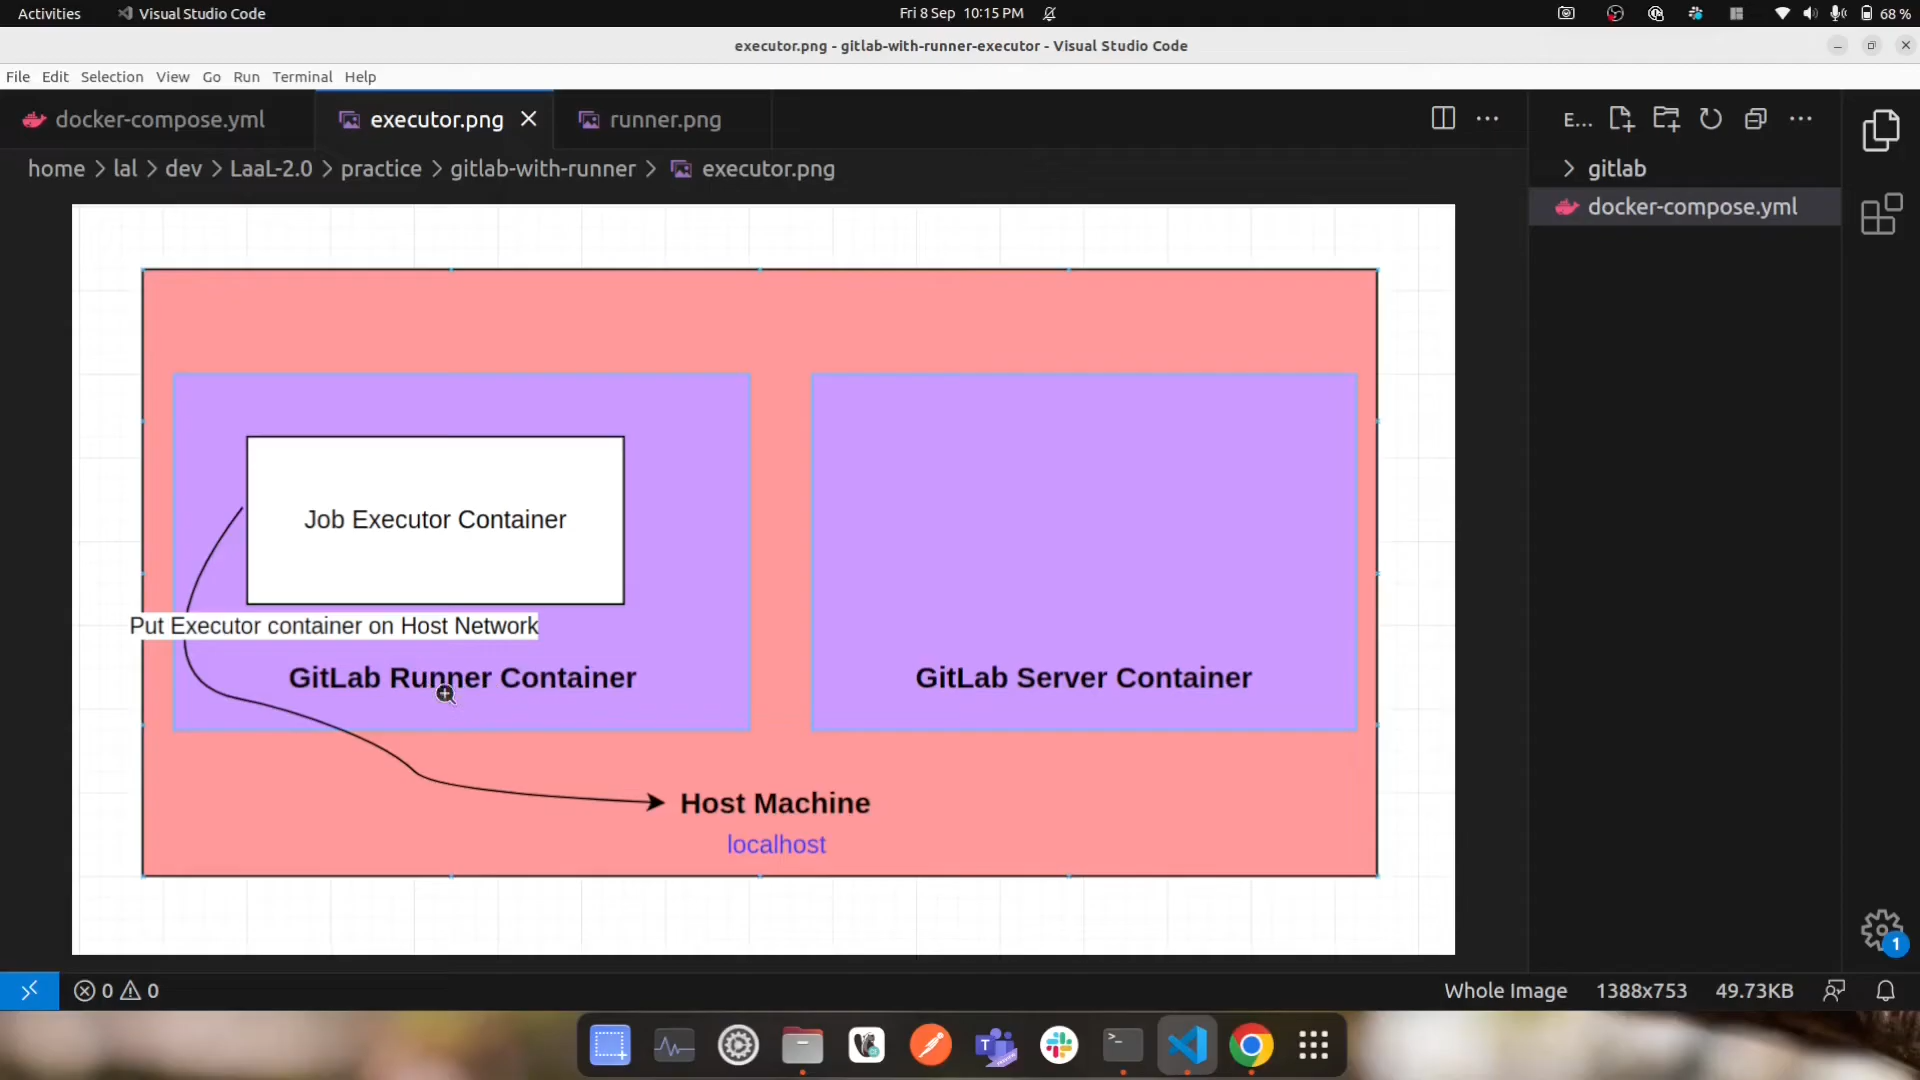 Activities Visual Studio Code Fri 8 Sep 10:15 PM 68 %
executor.png - gitlab-with-runner-executor - Visual Studio Code
File Edit Selection View Go Run Terminal Help
docker-compose.yml executor.png runner.png E...
home > lal > dev > LaaL-2.0 > practice > gitlab-with-runner > executor.png
gitlab
docker-compose.yml
Job Executor Container
Put Executor container on Host Network
GitLab Runner Container
GitLab Server Container
Host Machine
localhost
1
0 0 Whole Image 1388x753 49.73KB